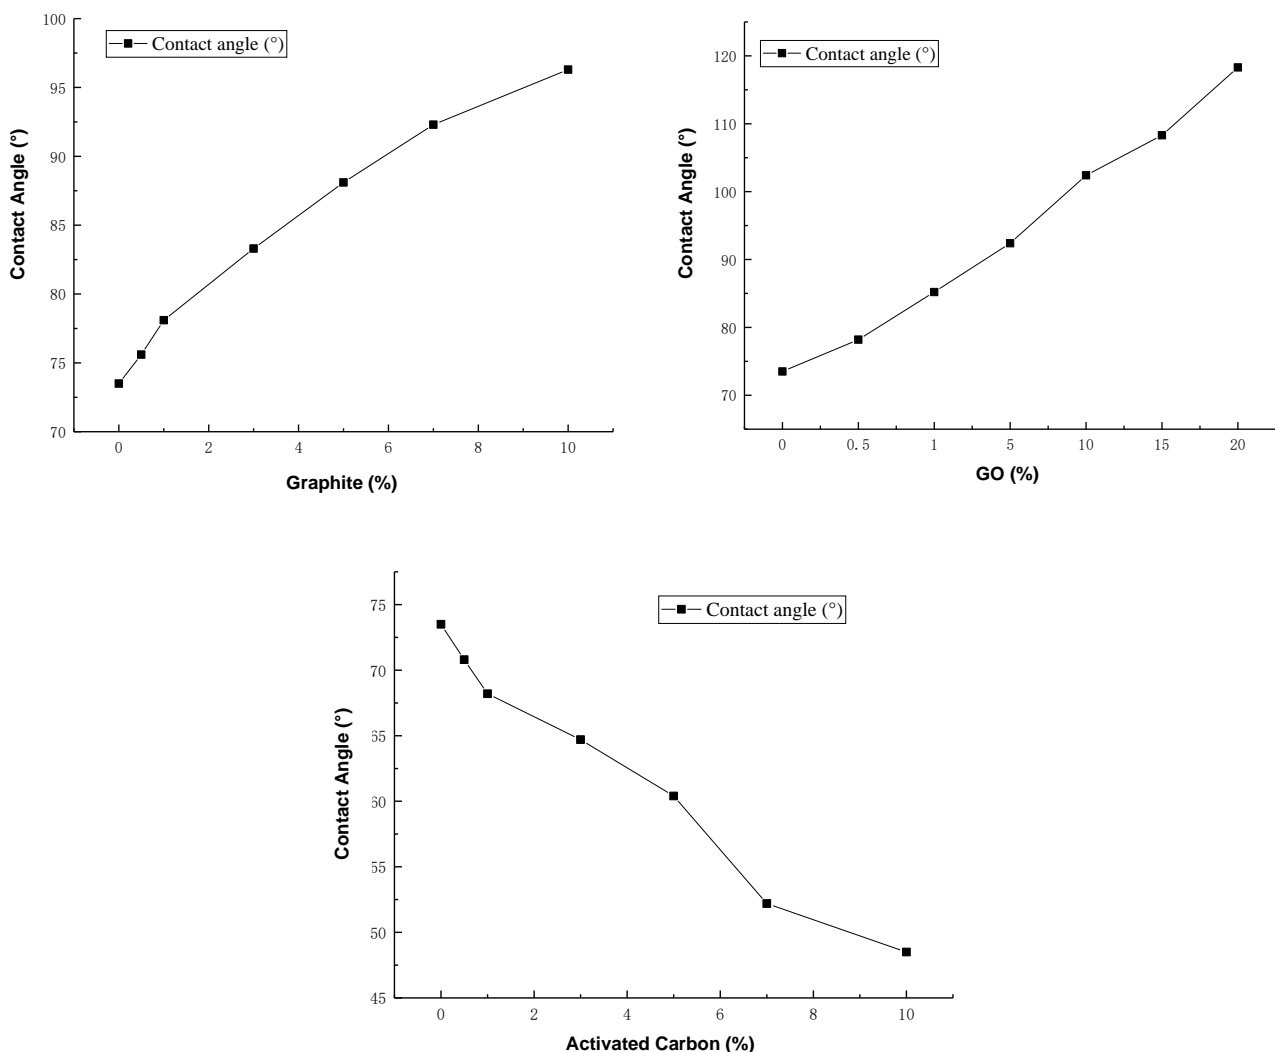 100
95
90
85
80
75
70
Contact angle (°)
Contact Angle (°)
0 2 4 6 8 10
Graphite (%)
120
110
100
90
80
70
Contact angle (°)
Contact Angle (°)
0 0.5 1 5 10 15 20
GO (%)
75
70
65
60
55
50
45
Contact angle (°)
Contact Angle (°)
0 2 4 6 8 10
Activated Carbon (%)